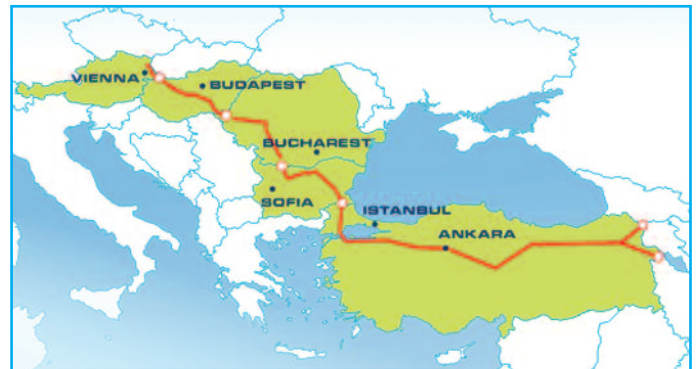 VIENNA
BUDAPEST
BUCHAREST
SOFIA
ISTANBUL
ANKARA